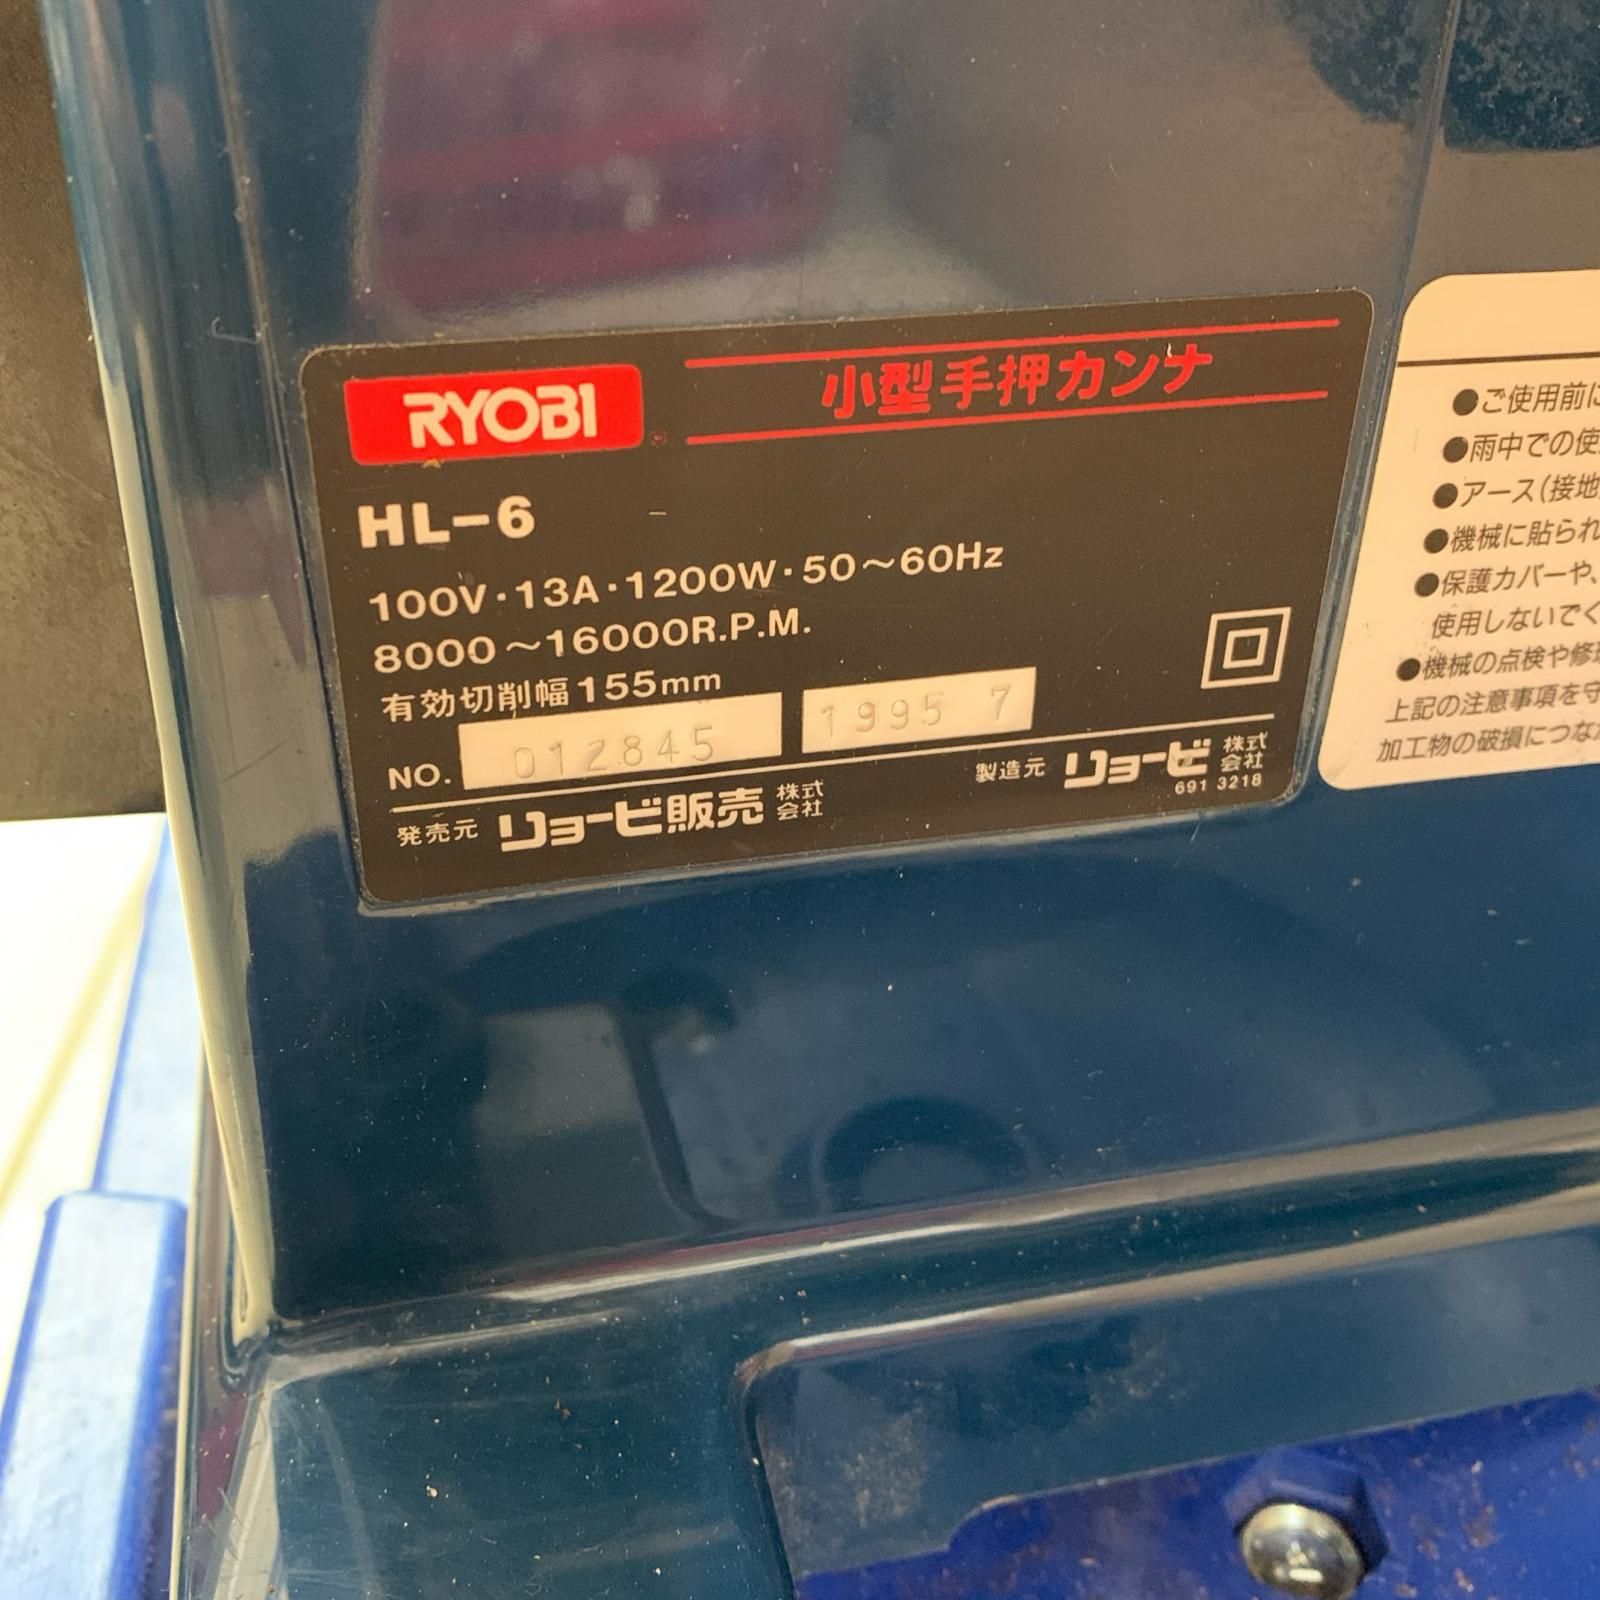 RYOBI 小型手押カンナ
HL-6
100V・13A・1200W・50～60Hz
8000～16000R.P.M.
有効切削幅155mm
NO. 012845 1995 7
発売元 リョービ販売株式会社
製造元 リョービ株式会社
691 3218
●ご使用前に
●雨中での使
●アース(接地
●機械に貼られ
●保護カバーや、
使用しないでく
●機械の点検や修理
上記の注意事項を守
加工物の破損につな